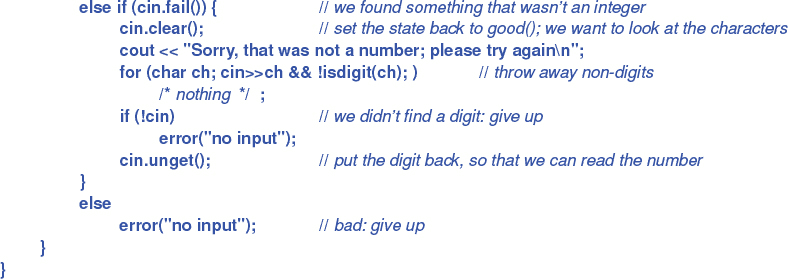 else if (cin.fail()) { // we found something that wasn't an integer
cin.clear(); // set the state back to good(); we want to look at the characters
cout << "Sorry, that was not a number; please try again\n";
for (char ch; cin>>ch && !isdigit(ch); ) // throw away non-digits
/* nothing */ ;
if (!cin) // we didn't find a digit: give up
error("no input");
cin.unget(); // put the digit back, so that we can read the number
}
else
error("no input"); // bad: give up
}
}